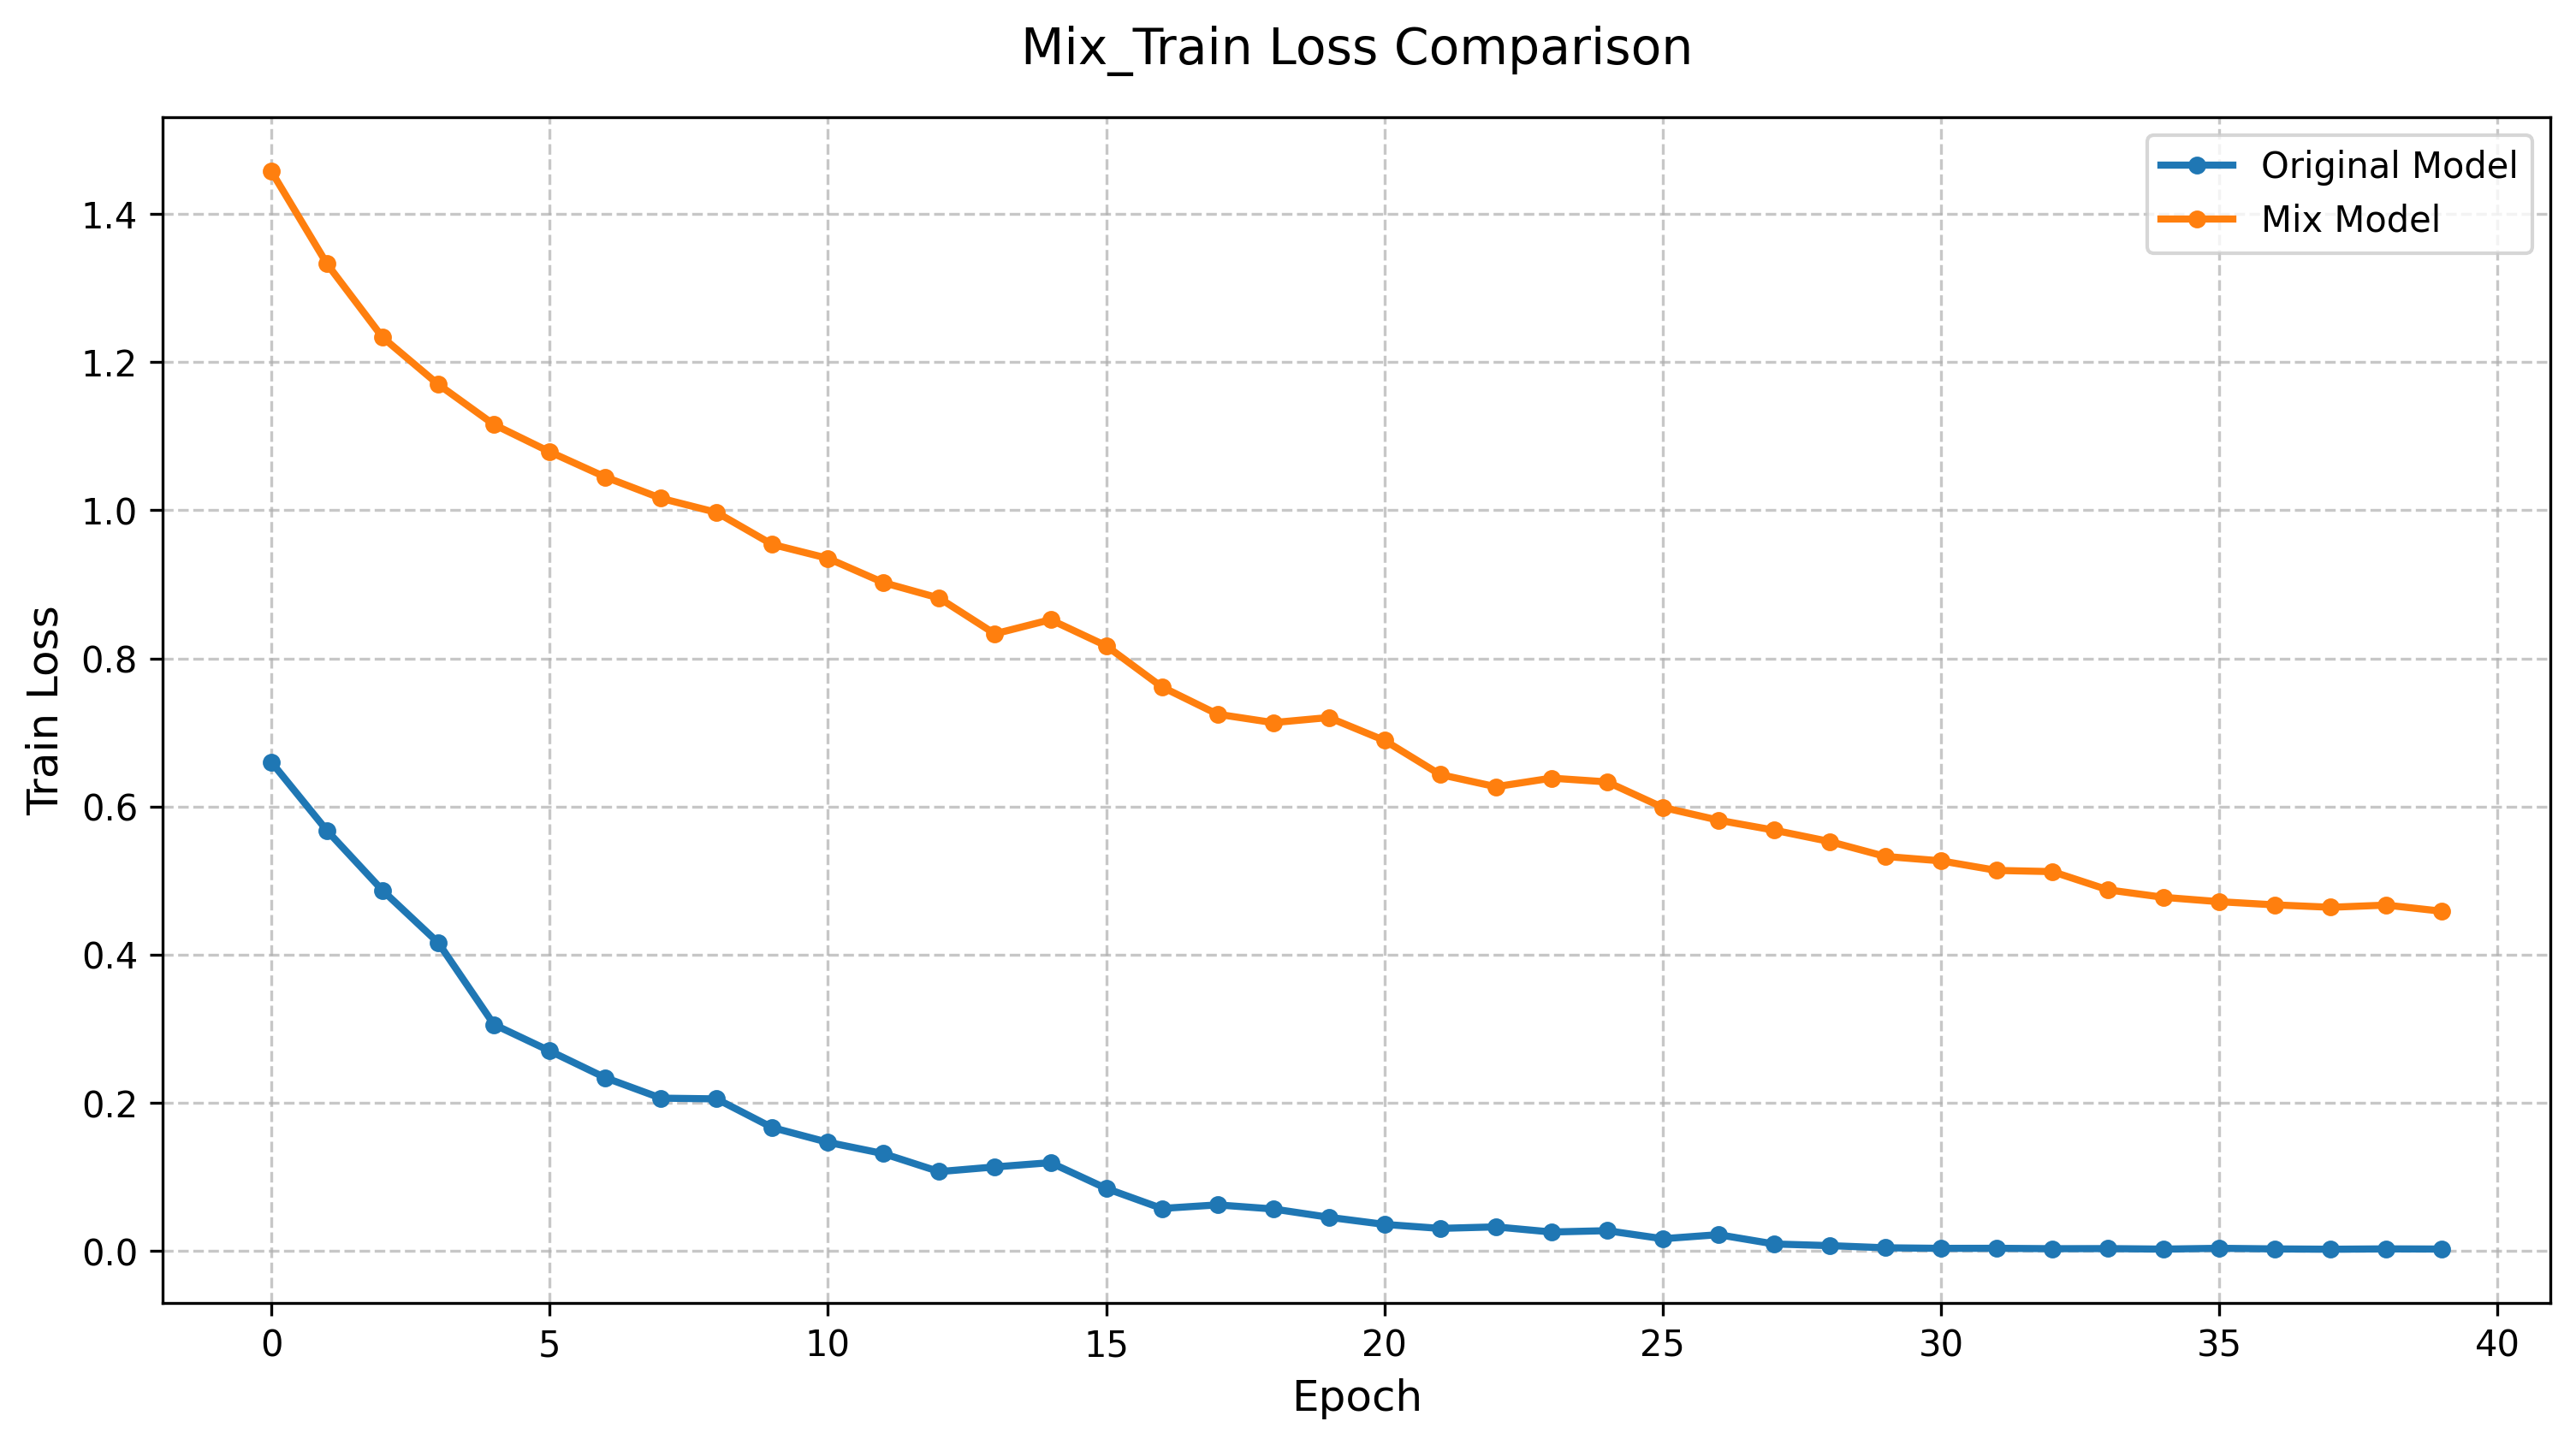 Mix_Train Loss Comparison
Original Model
Mix Model
1.4
1.2
1.0
0.8
0.6
0.4
0.2
0.0
Train Loss
0 5 10 15 20 25 30 35 40
Epoch